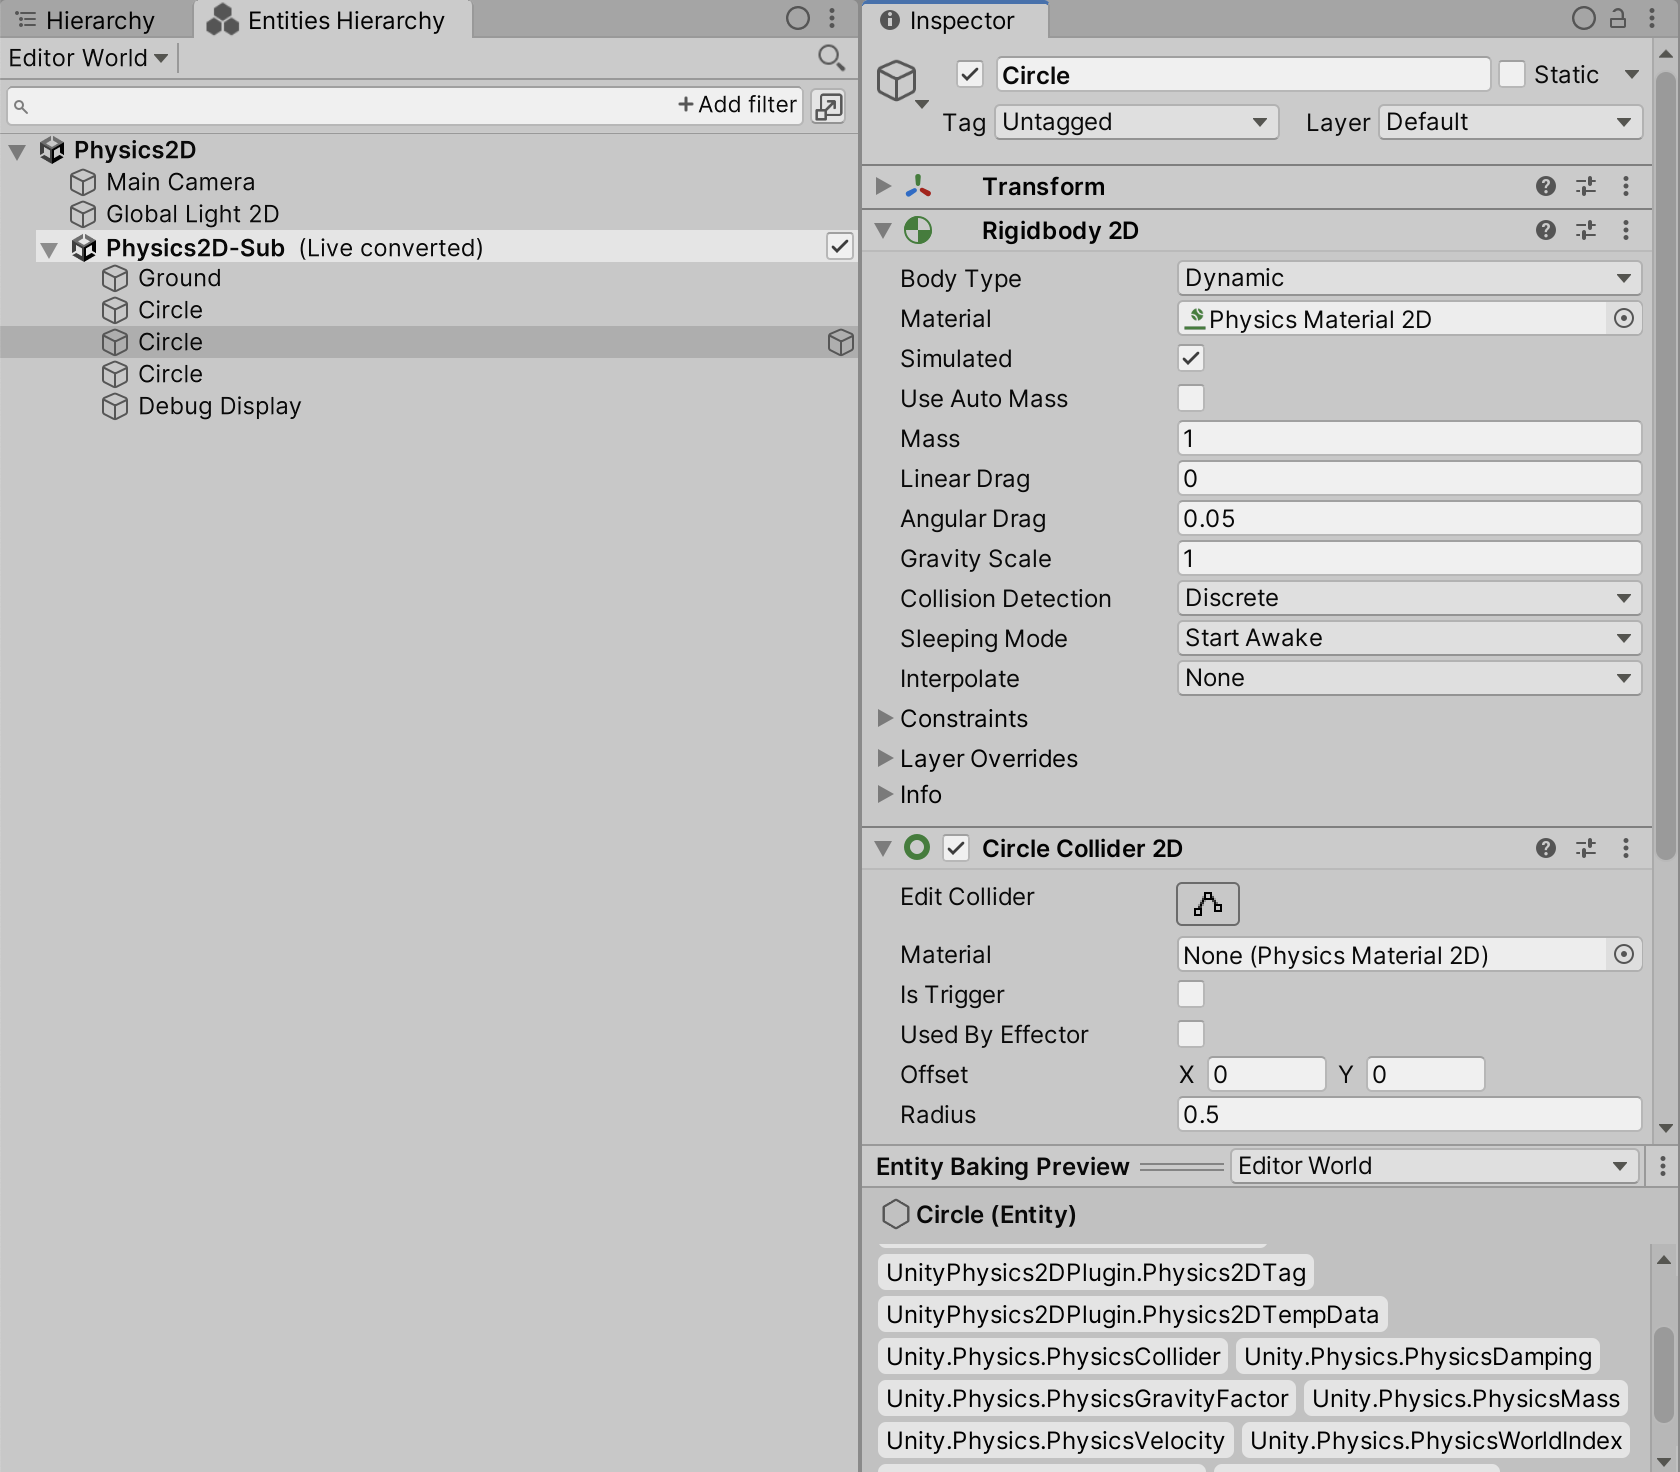 Hierarchy
Entities Hierarchy
Editor World
+ Add filter
Physics2D
Main Camera
Global Light 2D
Physics2D-Sub (Live converted)
Ground
Circle
Circle
Circle
Debug Display
Inspector
Circle
Static
Tag Untagged Layer Default
Transform
Rigidbody 2D
Body Type Dynamic
Material Physics Material 2D
Simulated
Use Auto Mass
Mass 1
Linear Drag 0
Angular Drag 0.05
Gravity Scale 1
Collision Detection Discrete
Sleeping Mode Start Awake
Interpolate None
Constraints
Layer Overrides
Info
Circle Collider 2D
Edit Collider
Material None (Physics Material 2D)
Is Trigger
Used By Effector
Offset X 0 Y 0
Radius 0.5
Entity Baking Preview Editor World
Circle (Entity)
UnityPhysics2DPlugin.Physics2DTag
UnityPhysics2DPlugin.Physics2DTempData
Unity.Physics.PhysicsCollider Unity.Physics.PhysicsDamping
Unity.Physics.PhysicsGravityFactor Unity.Physics.PhysicsMass
Unity.Physics.PhysicsVelocity Unity.Physics.PhysicsWorldIndex